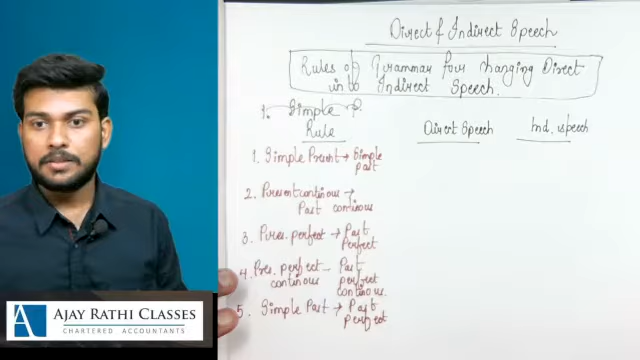 Direct & Indirect Speech
Rules of Grammar for changing Direct
into Indirect Speech.
1. Simple P.
Rule
Direct Speech
Ind. speech
1. Simple Present → Simple
past
2. Present continous →
Past continous
3. Pres. perfect → Past
Perfect
4. Pres. perfect - Past
continous perfect
continous.
5. Simple Past → Past
perfect
AJAY RATHI CLASSES
CHARTERED ACCOUNTANTS